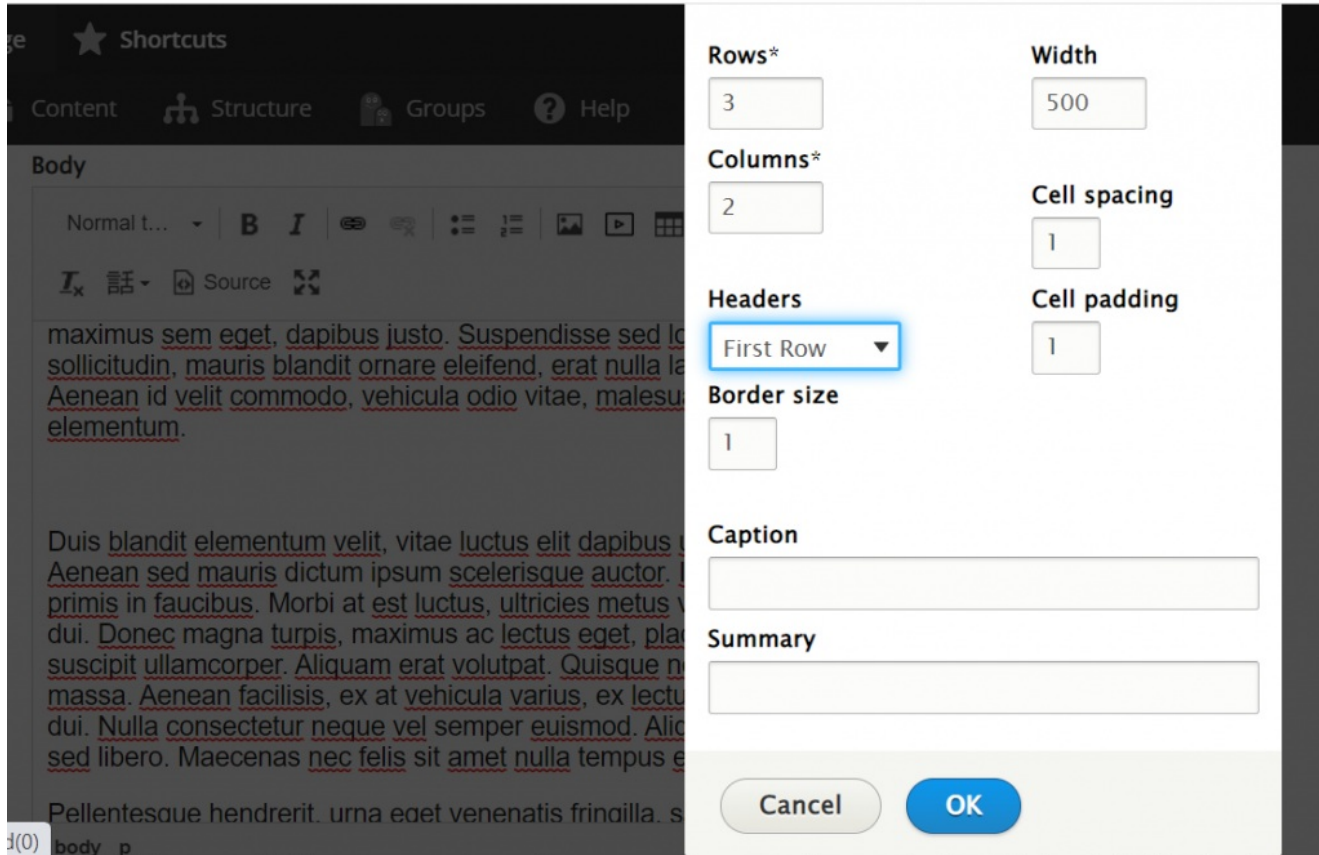 Shortcuts
Content Structure Groups Help
Body
Normal t... B I
Source
maximus sem eget, dapibus justo. Suspendisse sed
sollicitudin, mauris blandit ornare eleifend, erat nulla
Aenean id velit commodo, vehicula odio vitae,
elementum.
Duis blandit elementum velit, vitae luctus elit dapibus
Aenean sed mauris dictum ipsum scelerisque auctor.
primis in faucibus. Morbi at est luctus, ultricies metus
dui. Donec magna turpis, maximus ac lectus eget,
suscipit ullamcorper. Aliquam erat volutpat. Quisque
massa. Aenean facilisis, ex at vehicula varius, ex
dui. Nulla consectetur neque vel semper euismod.
sed libero. Maecenas nec felis sit amet nulla tempus
Pellentesque hendrerit, urna eget venenatis fringilla,
d(0) body p
Rows*
3
Columns*
2
Headers
First Row
Border size
1
Width
500
Cell spacing
1
Cell padding
1
Caption
Summary
Cancel OK